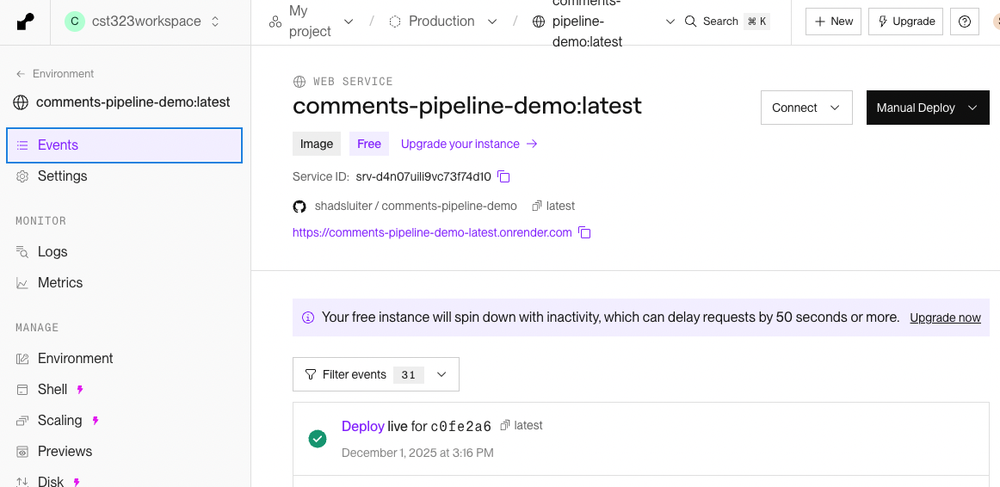 C cst323workspace
My project / Production / comments-pipeline-demo:latest
Search ⌘ K
+ New
Upgrade
← Environment
comments-pipeline-demo:latest
Events
Settings
MONITOR
Logs
Metrics
MANAGE
Environment
Shell
Scaling
Previews
Disk
WEB SERVICE
comments-pipeline-demo:latest
Connect
Manual Deploy
Image Free Upgrade your instance →
Service ID: srv-d4n07uili9vc73f74d10
shadsluiter / comments-pipeline-demo latest
https://comments-pipeline-demo-latest.onrender.com
Your free instance will spin down with inactivity, which can delay requests by 50 seconds or more. Upgrade now
Filter events 31
Deploy live for c0fe2a6 latest
December 1, 2025 at 3:16 PM